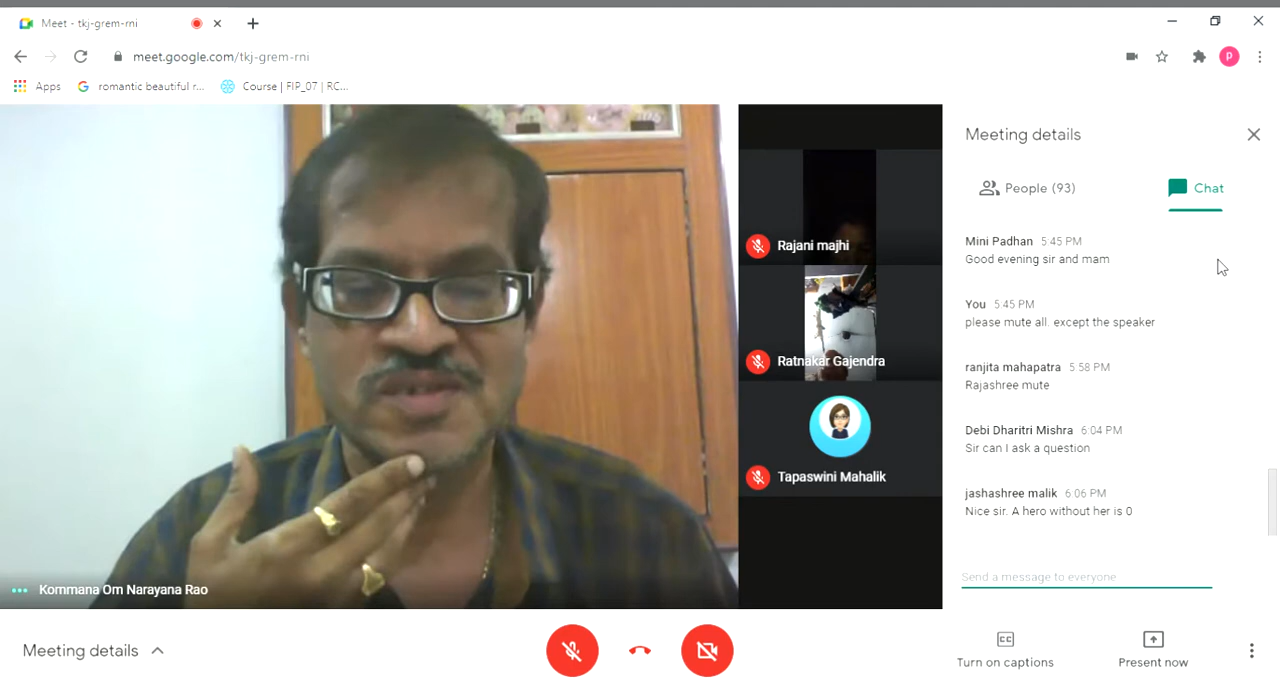 Meet - tkj-grem-rni
meet.google.com/tkj-grem-rni
P
Apps
romantic beautiful r...
Course | FIP_07 | RC...
Meeting details
People (93)
Chat
Mini Padhan 5:45 PM
Good evening sir and mam
You 5:45 PM
please mute all. except the speaker
ranjita mahapatra 5:58 PM
Rajashree mute
Debi Dharitri Mishra 6:04 PM
Sir can I ask a question
jashashree malik 6:06 PM
Nice sir. A hero without her is 0
Send a message to everyone
Rajani majhi
Ratnakar Gajendra
Tapaswini Mahalik
Kommana Om Narayana Rao
Meeting details
CC
Turn on captions
Present now